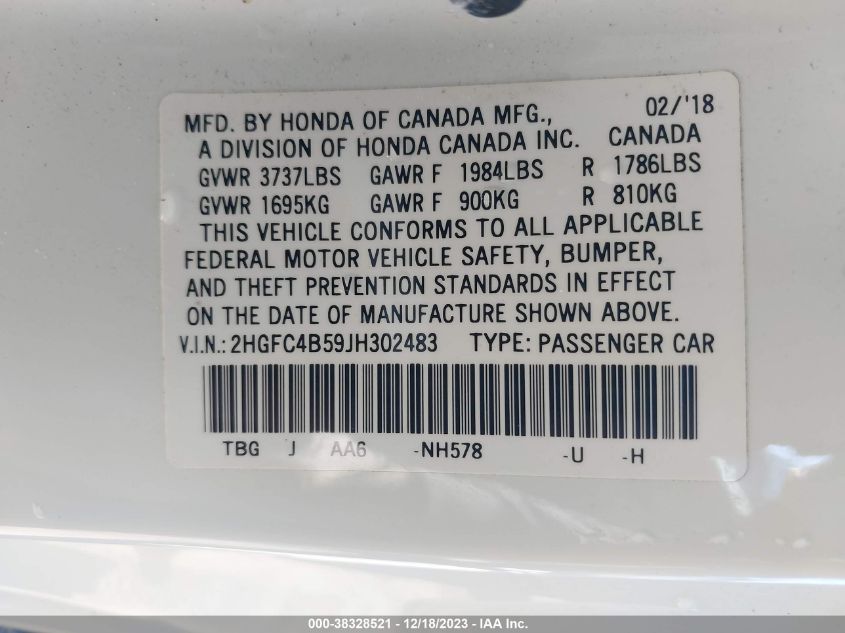 02/'18
MFD. BY HONDA OF CANADA MFG.,
A DIVISION OF HONDA CANADA INC. CANADA
GVWR 3737LBS GAWR F 1984LBS R 1786LBS
GVWR 1695KG GAWR F 900KG R 810KG
THIS VEHICLE CONFORMS TO ALL APPLICABLE
FEDERAL MOTOR VEHICLE SAFETY, BUMPER,
AND THEFT PREVENTION STANDARDS IN EFFECT
ON THE DATE OF MANUFACTURE SHOWN ABOVE.
V.I.N.: 2HGFC4B59JH302483 TYPE: PASSENGER CAR
TBG J AA6 -NH578 -U -H
000-38328521 - 12/18/2023 - IAA Inc.